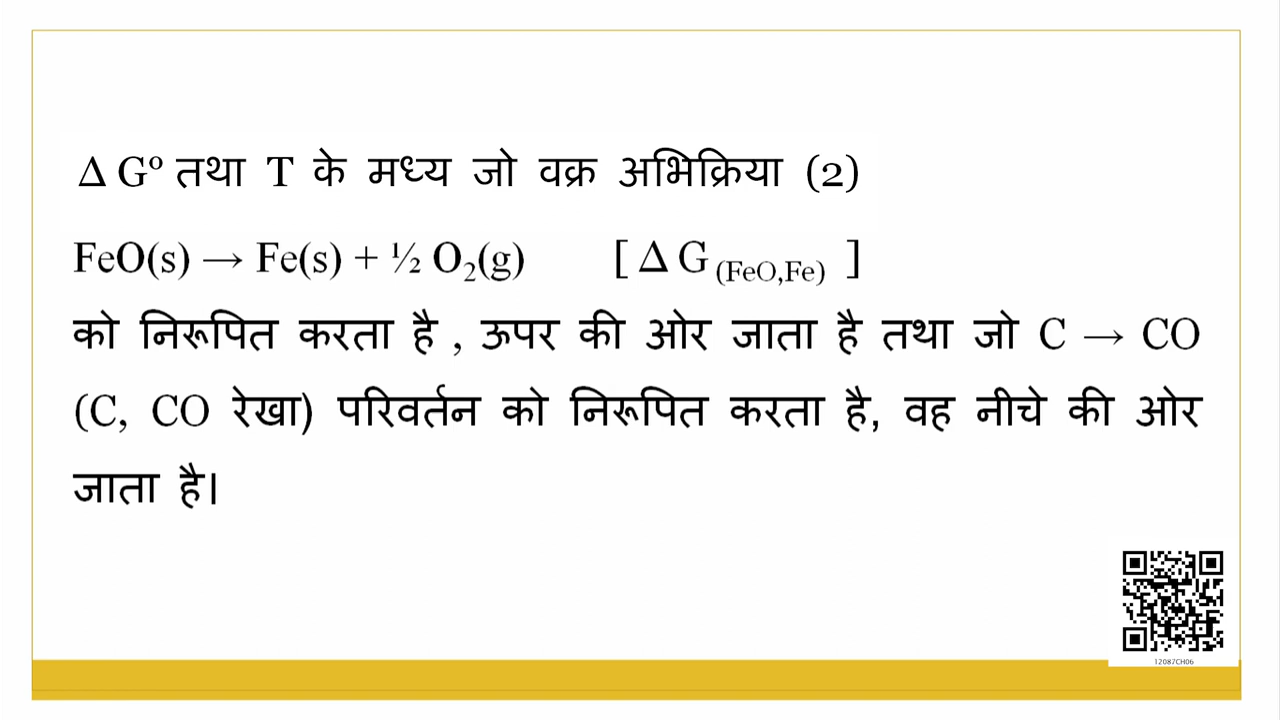 Δ G° तथा T के मध्य जो वक्र अभिक्रिया (2)
FeO(s) → Fe(s) + ½ O₂(g) [ Δ G (FeO,Fe) ]
को निरूपित करता है , ऊपर की ओर जाता है तथा जो C → CO
(C, CO रेखा) परिवर्तन को निरूपित करता है, वह नीचे की ओर
जाता है।
12087CH06